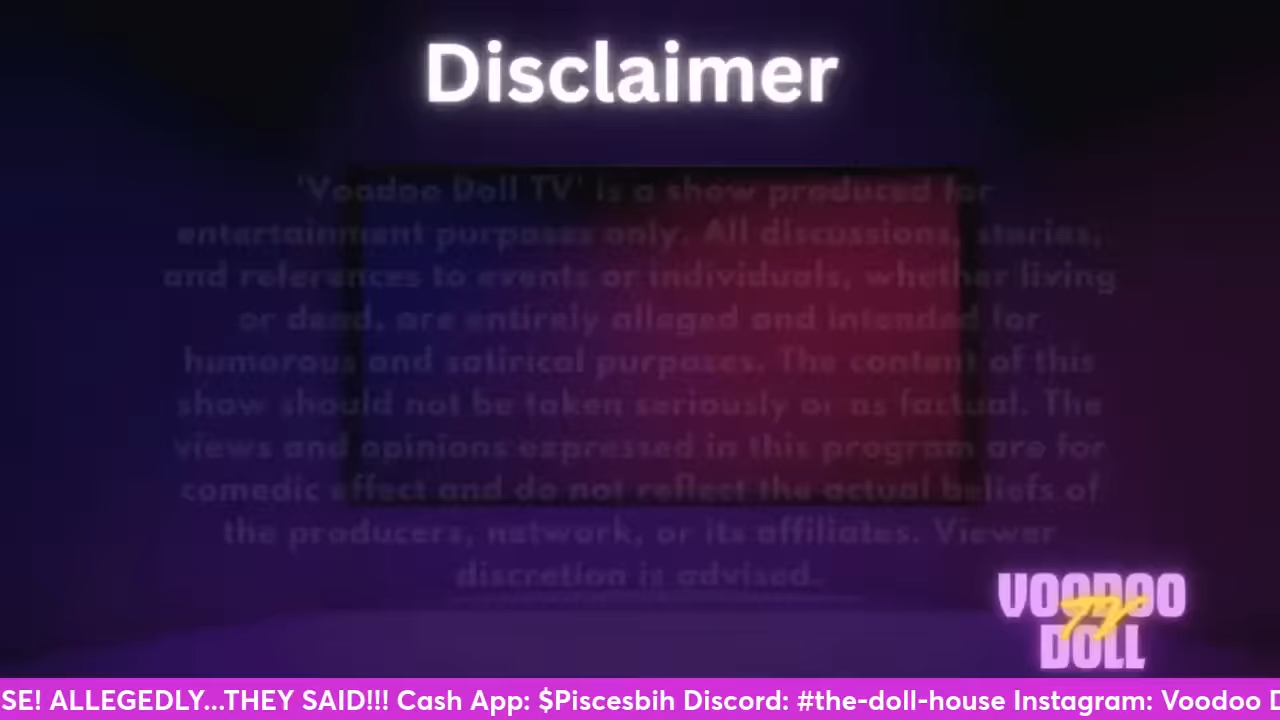 Disclaimer
'Voodoo Doll TV' is a show produced for
entertainment purposes only. All discussions, stories,
and references to events or individuals, whether living
or dead, are entirely alleged and intended for
humorous and satirical purposes. The content of this
show should not be taken seriously or as factual. The
views and opinions expressed in this program are for
comedic effect and do not reflect the actual beliefs of
the producers, network, or its affiliates. Viewer
discretion is advised.
VOODOO
TV
DOLL
SE! ALLEGEDLY...THEY SAID!!! Cash App: $Piscesbih Discord: #the-doll-house Instagram: Voodoo D